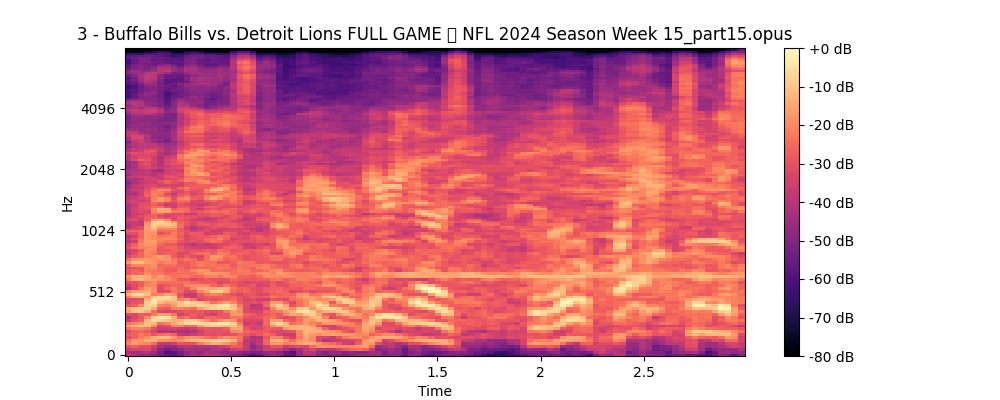 3 - Buffalo Bills vs. Detroit Lions FULL GAME  NFL 2024 Season Week 15_part15.opus
+0 dB
-10 dB
-20 dB
-30 dB
-40 dB
-50 dB
-60 dB
-70 dB
-80 dB
4096
2048
1024
512
0
Hz
0
0.5
1
1.5
2
2.5
Time